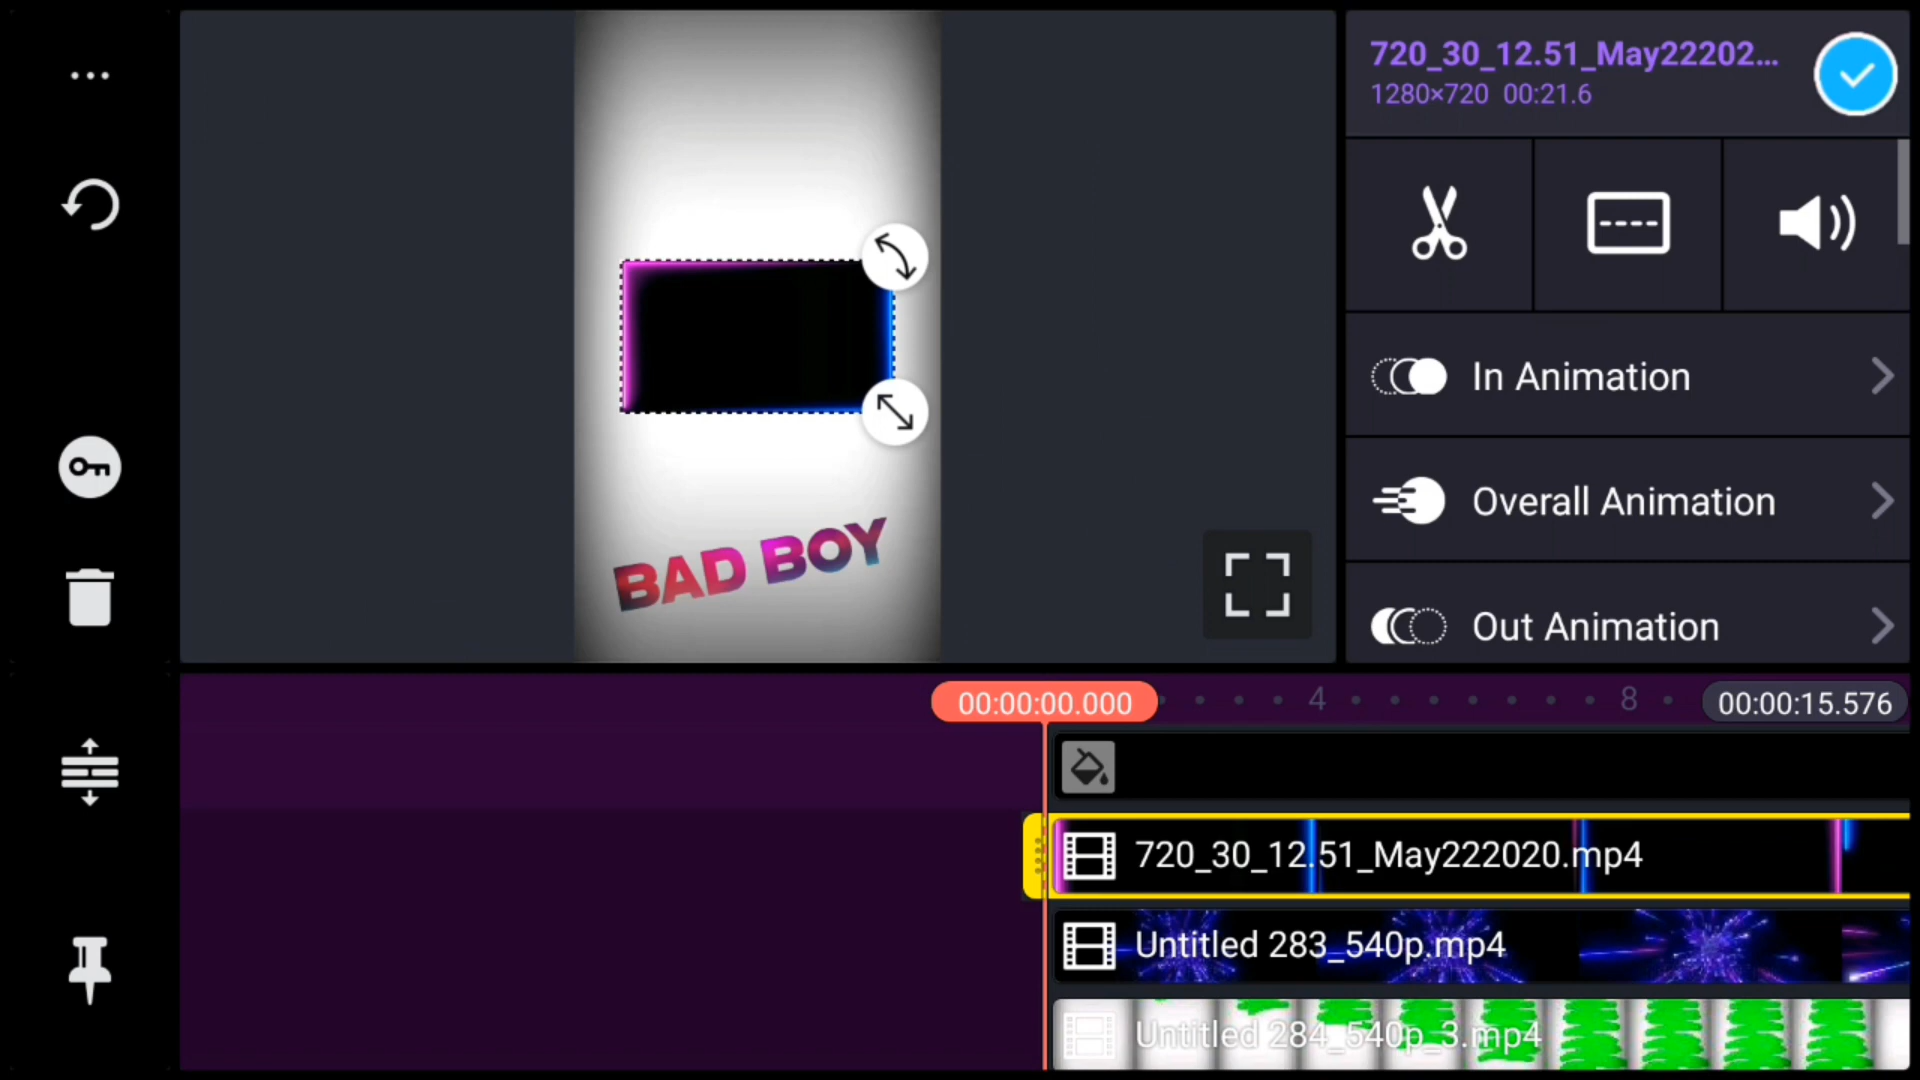 720_30_12.51_May22202...
1280×720 00:21.6
In Animation
Overall Animation
Out Animation
BAD BOY
00:00:00.000
4
8
00:00:15.576
720_30_12.51_May222020.mp4
Untitled 283_540p.mp4
Untitled 284_540p_3.mp4